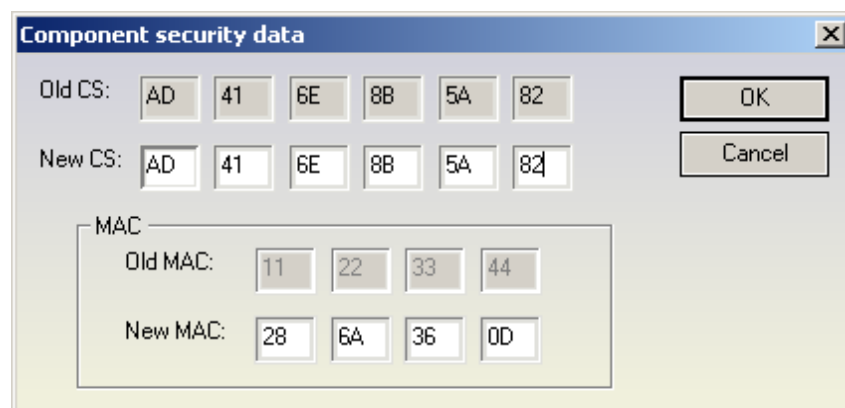 Component security data
Old CS: AD 41 6E 8B 5A 82 OK
New CS: AD 41 6E 8B 5A 82 Cancel
MAC
Old MAC: 11 22 33 44
New MAC: 28 6A 36 0D